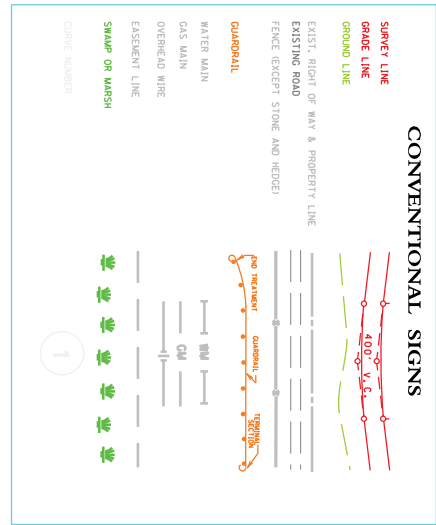 CONVENTIONAL SIGNS
SURVEY LINE
GRADE LINE
400' V.C.
GROUND LINE
EXIST. RIGHT OF WAY & PROPERTY LINE
EXISTING ROAD
FENCE (EXCEPT STONE AND HEDGE)
GUARDRAIL
END TREATMENT
GUARDRAIL
TERMINAL
SECTION
WATER MAIN
WM
GAS MAIN
GM
OVERHEAD WIRE
EASEMENT LINE
SWAMP OR MARSH
CURVE NUMBER
1